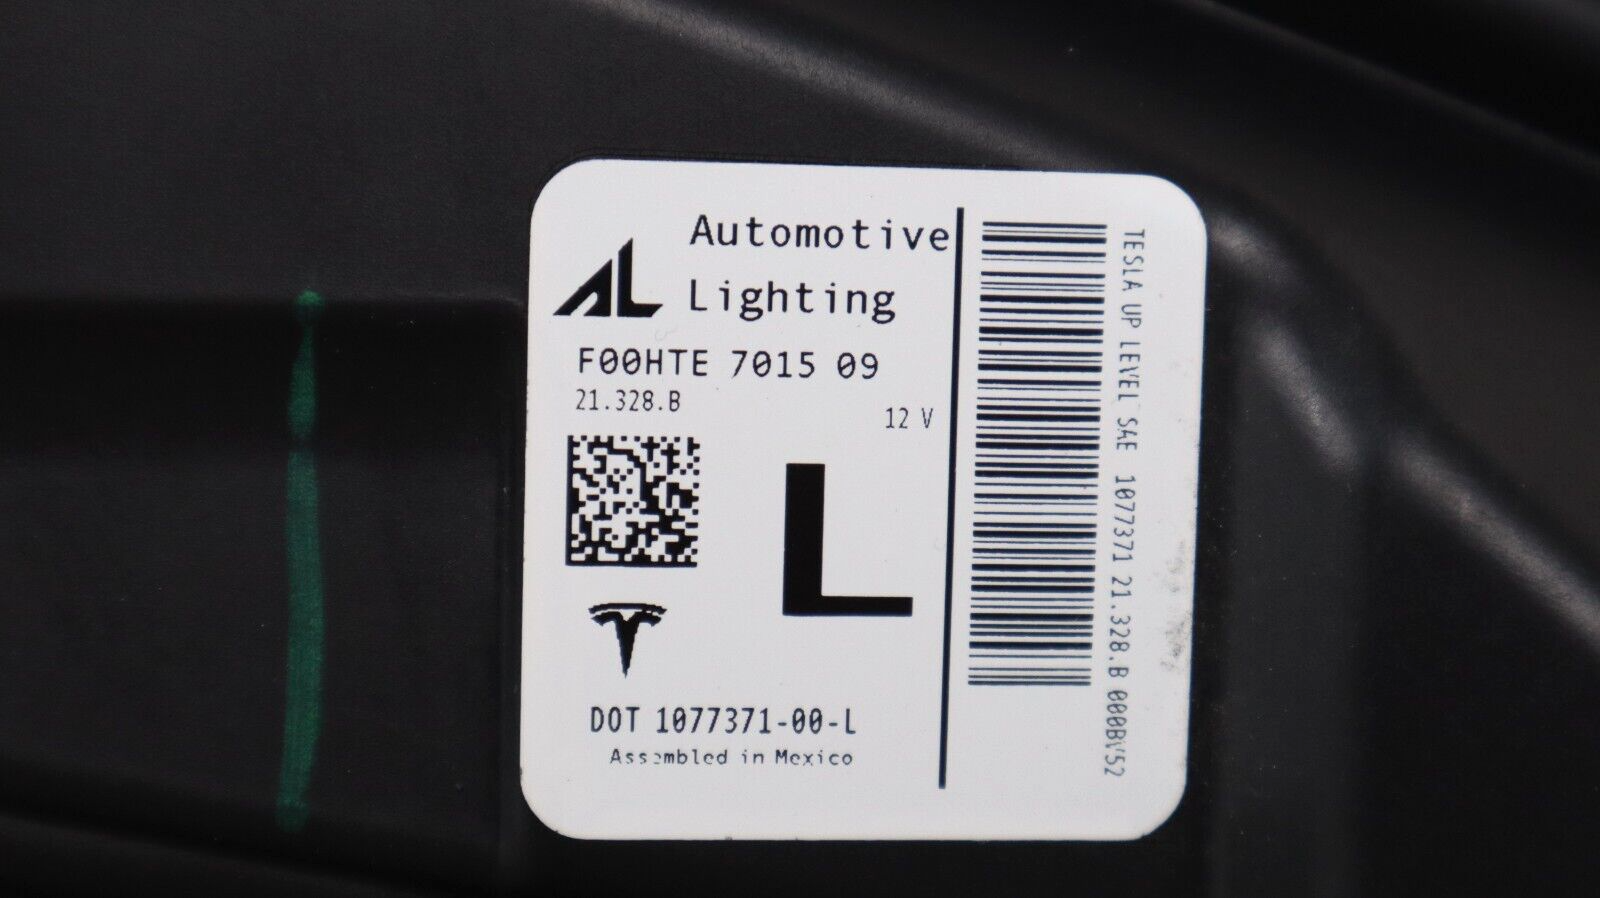 AL
Automotive
Lighting
F00HTE 7015 09
21.328.B
12 V
L
DOT 1077371-00-L
Assembled in Mexico
TESLA UP LEVEL SAE 1077371 21.328.B 000BV52